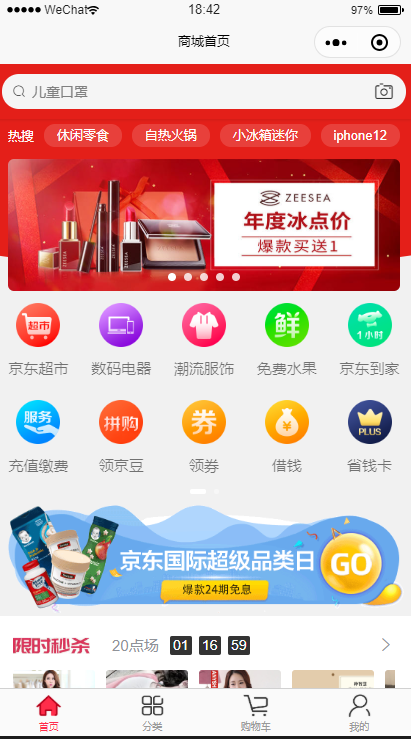 WeChat 18:42 97%
商城首页
儿童口罩
热搜 休闲零食 自热火锅 小冰箱迷你 iphone12
ZEESEA
年度冰点价
爆款买送1
超市 鲜 1小时
京东超市 数码电器 潮流服饰 免费水果 京东到家
服务 拼购 券 PLUS
充值缴费 领京豆 领券 借钱 省钱卡
京东国际超级品类日 GO
爆款24期免息
限时秒杀 20点场 01 16 59
首页 分类 购物车 我的